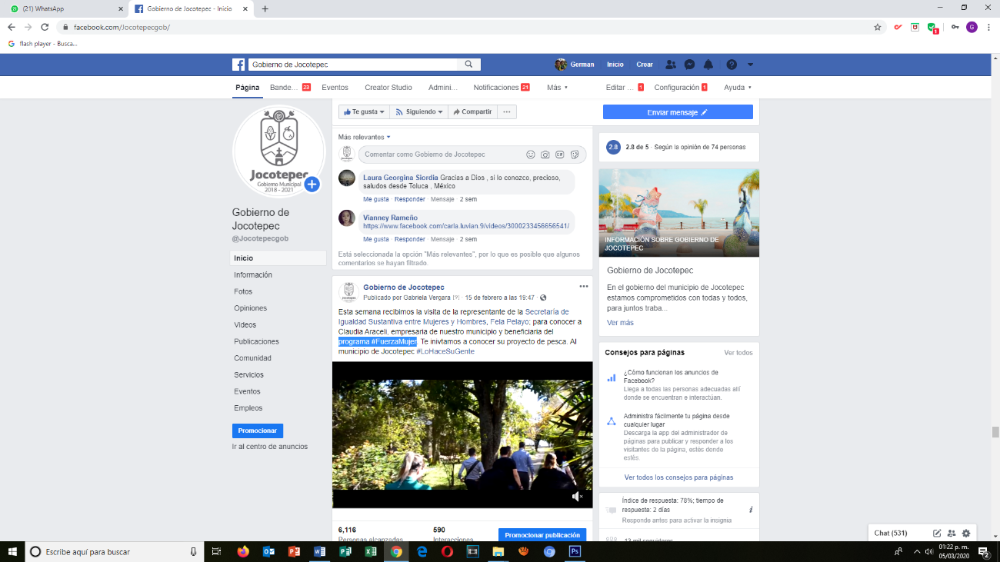 (21) WhatsApp
Gobierno de Jocotepec - Inicio
facebook.com/Jocotepecgob/
flash player - Busca...
Gobierno de Jocotepec
German
Inicio
Crear
Página
Bande... 23
Eventos
Creator Studio
Admini...
Notificaciones 21
Más
Editar ... 1
Configuración 1
Ayuda
Jocotepec
Gobierno Municipal
2018 - 2021
Gobierno de
Jocotepec
@Jocotepecgob
Inicio
Información
Fotos
Opiniones
Videos
Publicaciones
Comunidad
Servicios
Eventos
Empleos
Promocionar
Ir al centro de anuncios
Te gusta
Siguiendo
Compartir
Más relevantes
Comentar como Gobierno de Jocotepec
Laura Georgina Siordia Gracias a Dios , si lo conozco, precioso,
saludos desde Toluca , México
Me gusta · Responder · Mensaje · 2 sem
Vianney Rameño
https://www.facebook.com/carla.luvian.9/videos/3000233456656541/
Me gusta · Responder · Mensaje · 2 sem
Está seleccionada la opción "Más relevantes", por lo que es posible que algunos
comentarios se hayan filtrado.
Gobierno de Jocotepec
Publicado por Gabriela Vergara [?] · 15 de febrero a las 19:47 ·
Esta semana recibimos la visita de la representante de la Secretaría de
Igualdad Sustantiva entre Mujeres y Hombres, Fela Pelayo; para conocer a
Claudia Araceli, empresaria de nuestro municipio y beneficiaria del
programa #FuerzaMujer. Te inivtamos a conocer su proyecto de pesca. Al
municipio de Jocotepec #LoHaceSuGente
6,116
Personas alcanzadas
590
Interacciones
Promocionar publicación
Enviar mensaje
2.8
2.8 de 5 · Según la opinión de 74 personas
INFORMACIÓN SOBRE GOBIERNO DE
JOCOTEPEC
Gobierno de Jocotepec
En el gobierno del municipio de Jocotepec
estamos comprometidos con todas y todos,
para juntos traba...
Ver más
Consejos para páginas
Ver todos
¿Cómo funcionan los anuncios de
Facebook?
Llega a todas las personas adecuadas allí
donde se encuentran e interactúan.
Administra fácilmente tu página desde
cualquier lugar
Descarga la app del administrador de
páginas para publicar y responder a los
visitantes de la página, estés donde
estés.
Ver todos los consejos para páginas
Índice de respuesta: 78%; tiempo de
respuesta: 2 días
Responde antes para activar la insignia
13 mil seguidores
Chat (531)
Escribe aquí para buscar
01:22 p. m.
05/03/2020